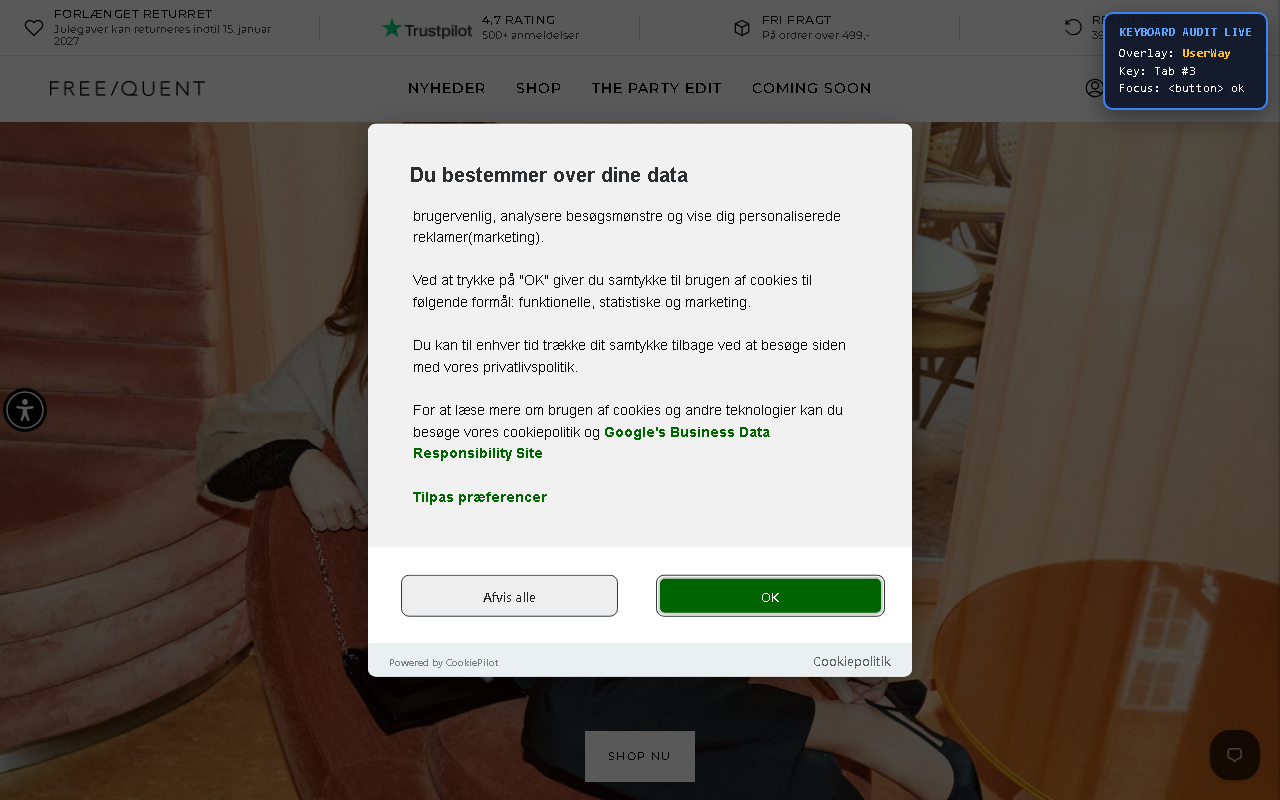 FORLÆNGET RETURRET
Julegaver kan returneres indtil 15. januar
2027
Trustpilot
4,7 RATING
500+ anmeldelser
FRI FRAGT
På ordrer over 499,-
KEYBOARD AUDIT LIVE
Overlay: UserWay
Key: Tab #3
Focus: <button> ok
FREE/QUENT
NYHEDER
SHOP
THE PARTY EDIT
COMING SOON
Du bestemmer over dine data
brugervenlig, analysere besøgsmønstre og vise dig personaliserede
reklamer(marketing).
Ved at trykke på "OK" giver du samtykke til brugen af cookies til
følgende formål: funktionelle, statistiske og marketing.
Du kan til enhver tid trække dit samtykke tilbage ved at besøge siden
med vores privatlivspolitik.
For at læse mere om brugen af cookies og andre teknologier kan du
besøge vores cookiepolitik og Google's Business Data
Responsibility Site
Tilpas præferencer
Afvis alle
OK
Powered by CookiePilot
Cookiepolitik
SHOP NU